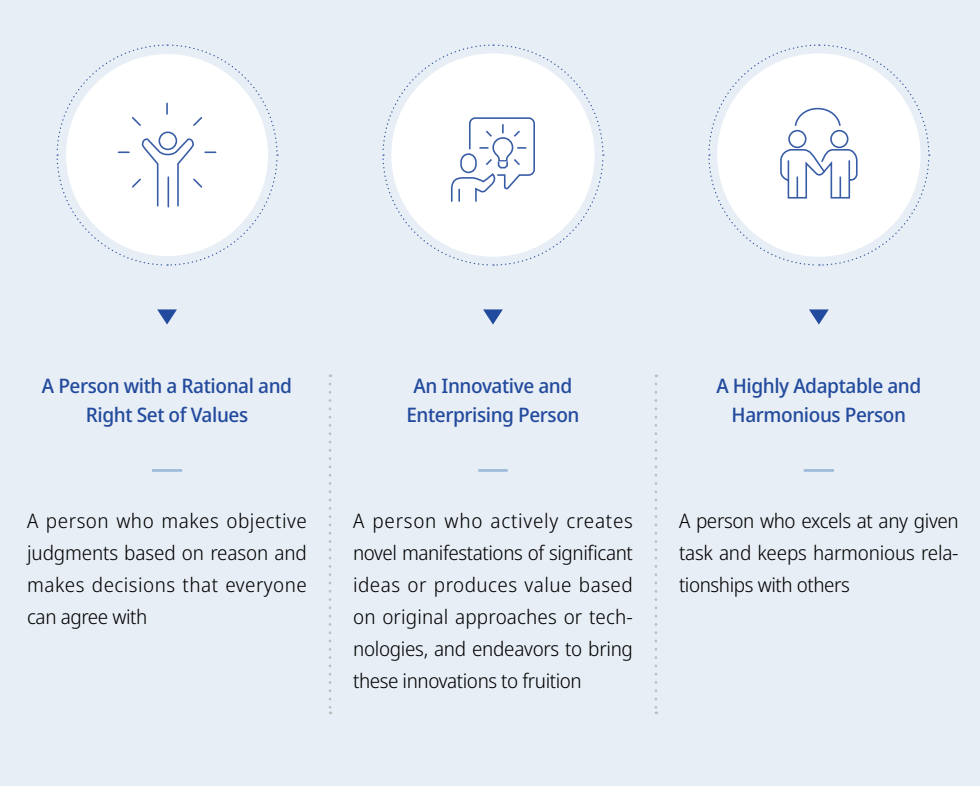 A Person with a Rational and
Right Set of Values
A person who makes objective
judgments based on reason and
makes decisions that everyone
can agree with
An Innovative and
Enterprising Person
A person who actively creates
novel manifestations of significant
ideas or produces value based
on original approaches or tech-
nologies, and endeavors to bring
these innovations to fruition
A Highly Adaptable and
Harmonious Person
A person who excels at any given
task and keeps harmonious rela-
tionships with others